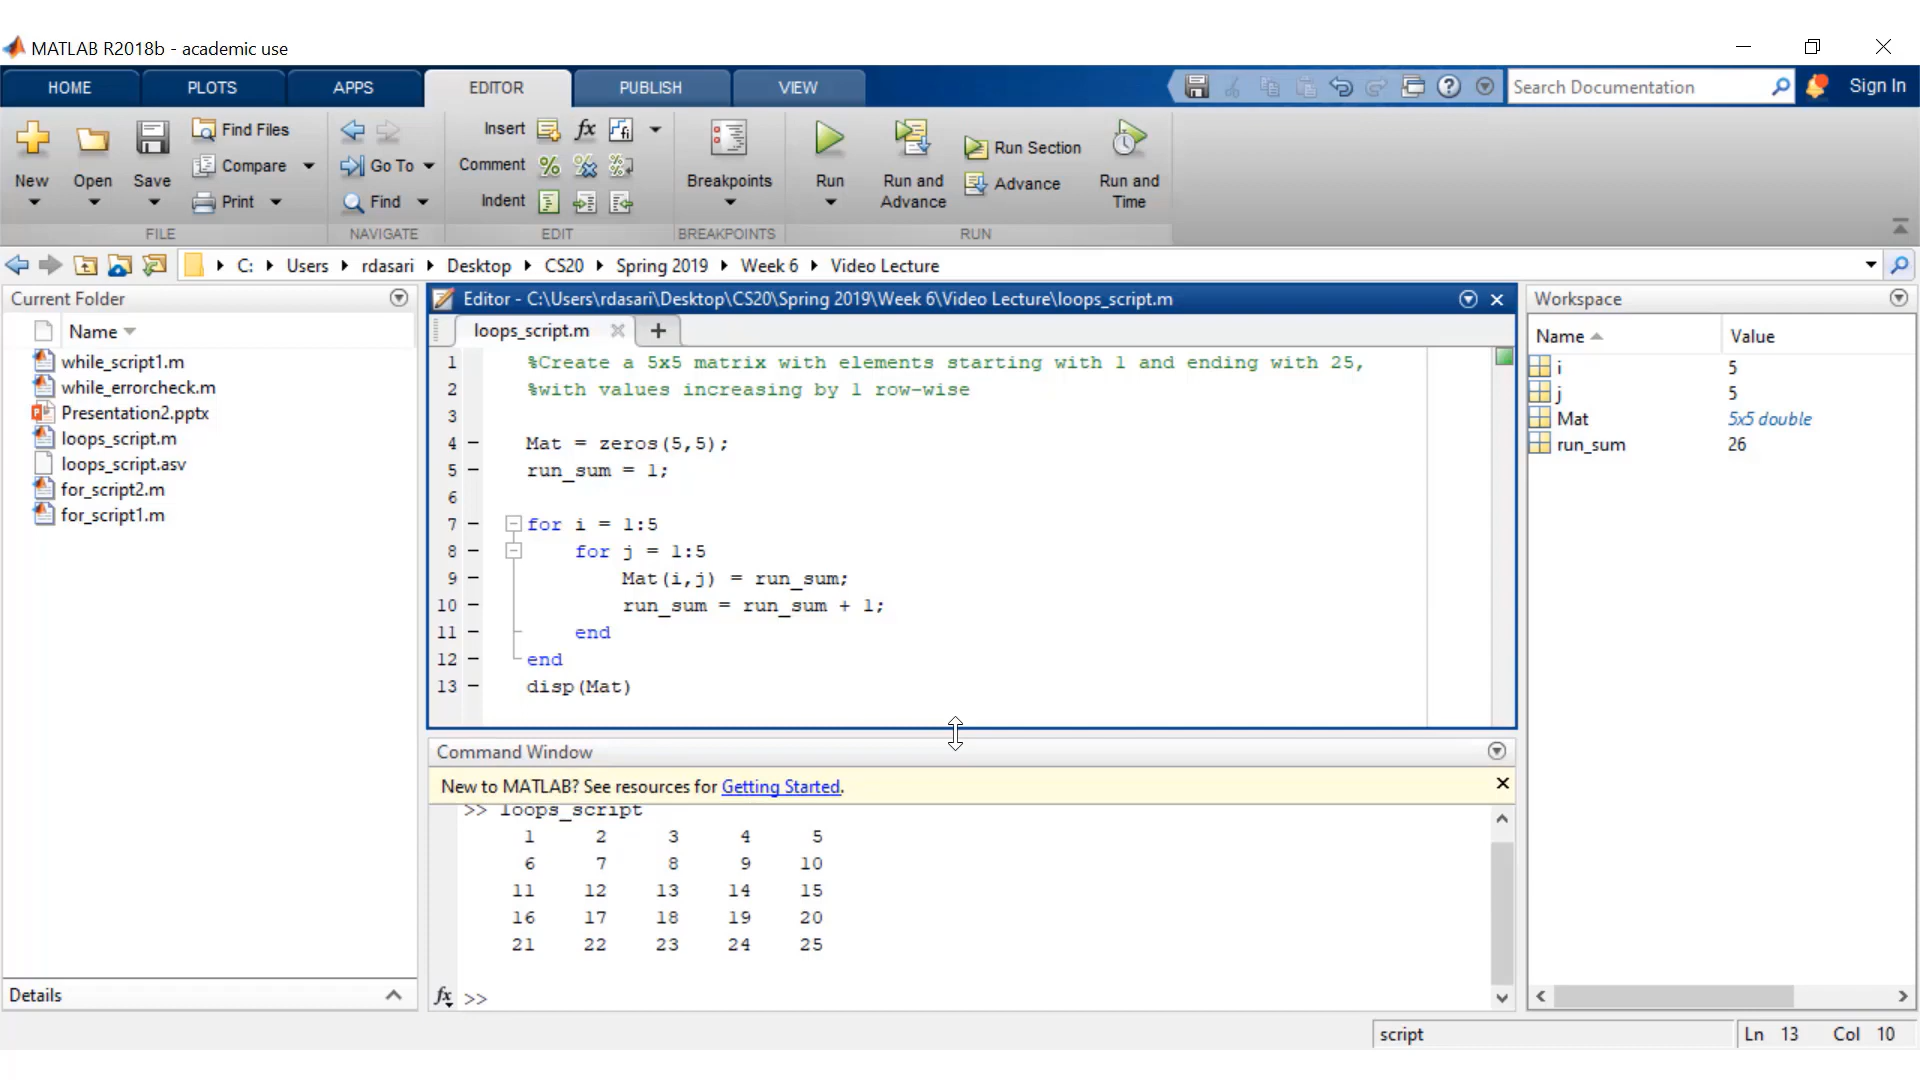 MATLAB R2018b - academic use
HOME PLOTS APPS EDITOR PUBLISH VIEW Search Documentation Sign In
New Open Save Find Files Compare Print
FILE
Go To Find
NAVIGATE
Insert fx fi
Comment % % %
Indent
EDIT
Breakpoints
BREAKPOINTS
Run Run and Advance Run Section Advance Run and Time
RUN
C: Users rdasari Desktop CS20 Spring 2019 Week 6 Video Lecture
Current Folder
Name
while_script1.m
while_errorcheck.m
Presentation2.pptx
loops_script.m
loops_script.asv
for_script2.m
for_script1.m
Details
Editor - C:\Users\rdasari\Desktop\CS20\Spring 2019\Week 6\Video Lecture\loops_script.m
loops_script.m +
1 %Create a 5x5 matrix with elements starting with 1 and ending with 25,
2 %with values increasing by 1 row-wise
3
4 - Mat = zeros(5,5);
5 - run_sum = 1;
6
7 - for i = 1:5
8 - for j = 1:5
9 - Mat(i,j) = run_sum;
10 - run_sum = run_sum + 1;
11 - end
12 - end
13 - disp(Mat)
Command Window
New to MATLAB? See resources for Getting Started.
>> loops_script
1 2 3 4 5
6 7 8 9 10
11 12 13 14 15
16 17 18 19 20
21 22 23 24 25
fx >>
Workspace
Name Value
i 5
j 5
Mat 5x5 double
run_sum 26
script Ln 13 Col 10